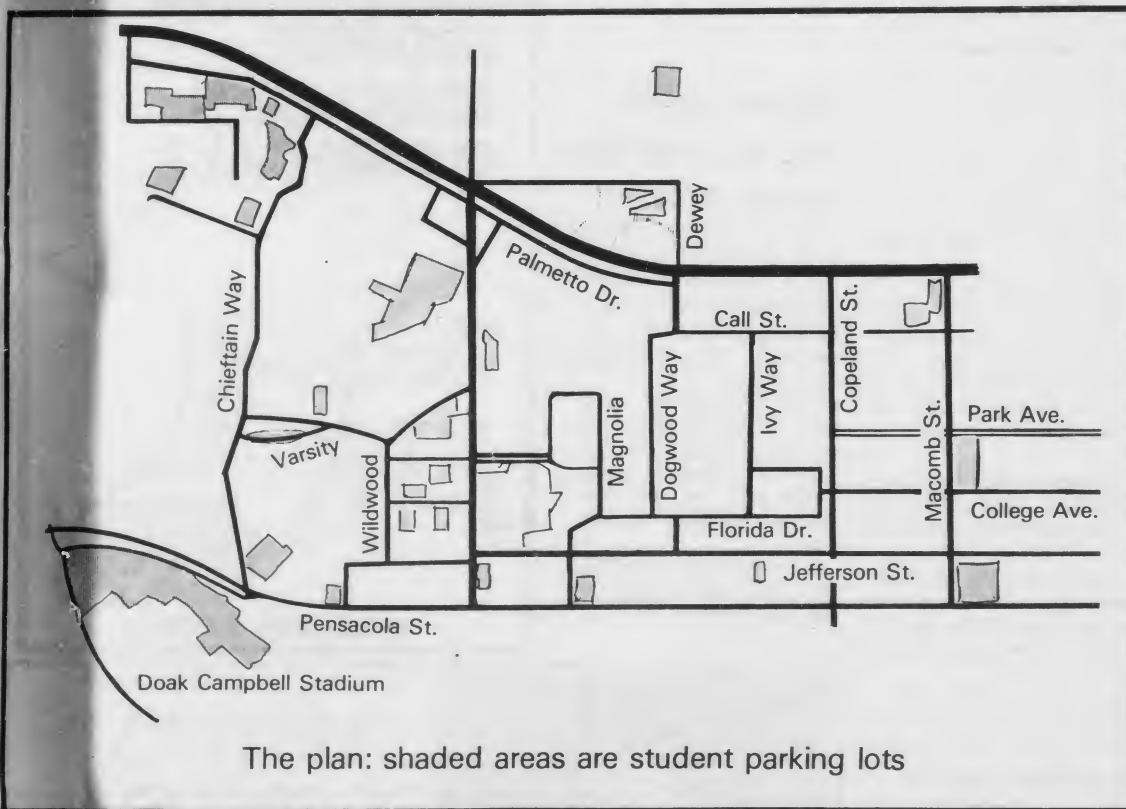 Dewey
Palmetto Dr.
Call St.
Copeland St.
Chieftain Way
Ivy Way
Dogwood Way
Magnolia
Park Ave.
Macomb St.
Varsity
Wildwood
College Ave.
Florida Dr.
Jefferson St.
Pensacola St.
Doak Campbell Stadium
The plan: shaded areas are student parking lots